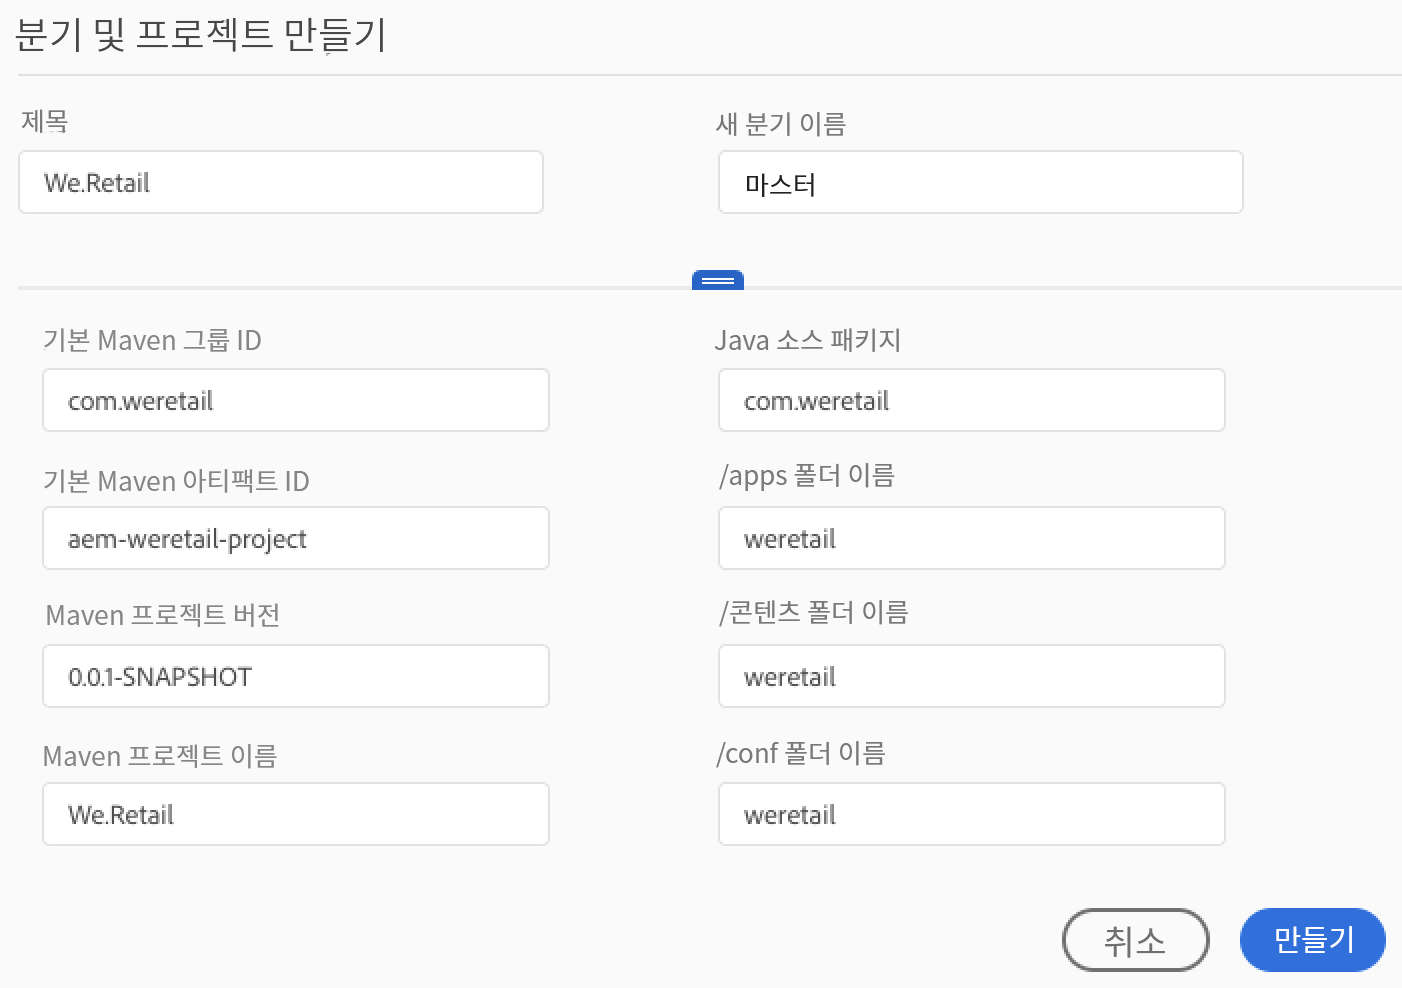 분기 및 프로젝트 만들기
제목
새 분기 이름
We.Retail
마스터
기본 Maven 그룹 ID
Java 소스 패키지
com.weretail
com.weretail
기본 Maven 아티팩트 ID
/apps 폴더 이름
aem-weretail-project
weretail
Maven 프로젝트 버전
/콘텐츠 폴더 이름
0.0.1-SNAPSHOT
weretail
Maven 프로젝트 이름
/conf 폴더 이름
We.Retail
weretail
취소
만들기